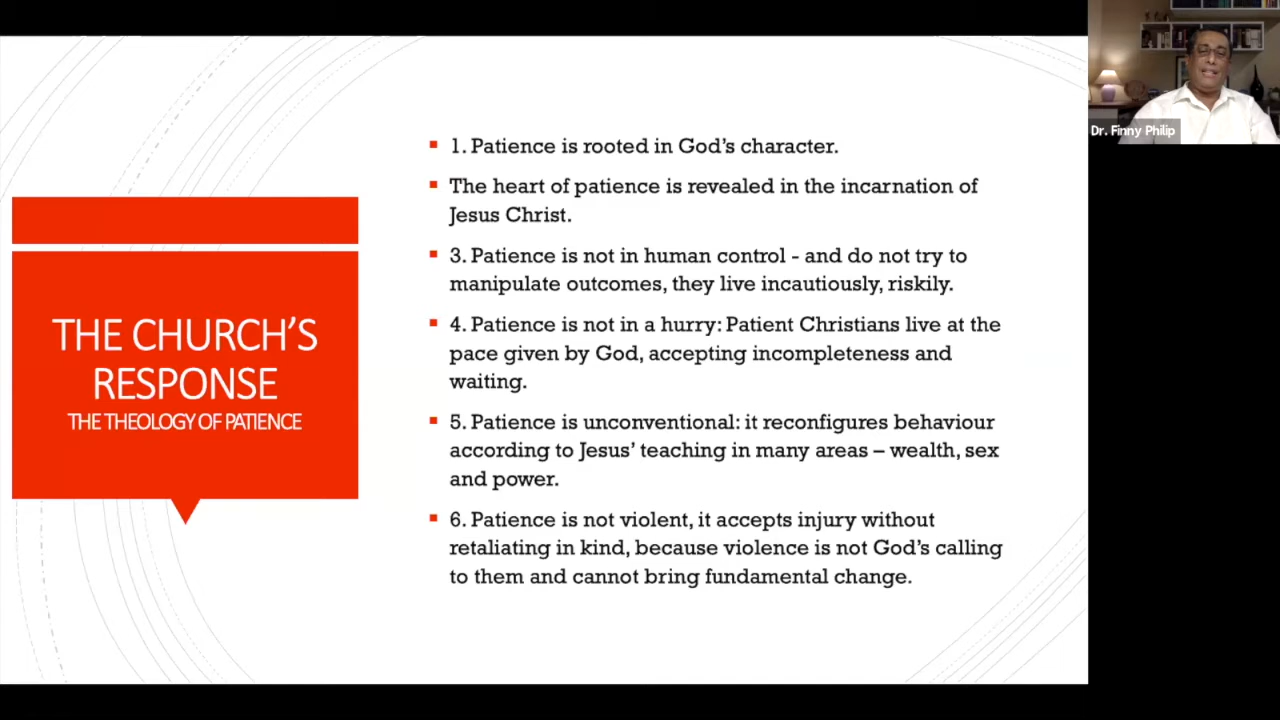 THE CHURCH’S
RESPONSE
THE THEOLOGY OF PATIENCE
1. Patience is rooted in God’s character.
The heart of patience is revealed in the incarnation of
Jesus Christ.
3. Patience is not in human control - and do not try to
manipulate outcomes, they live incautiously, riskily.
4. Patience is not in a hurry: Patient Christians live at the
pace given by God, accepting incompleteness and
waiting.
5. Patience is unconventional: it reconfigures behaviour
according to Jesus’ teaching in many areas – wealth, sex
and power.
6. Patience is not violent, it accepts injury without
retaliating in kind, because violence is not God’s calling
to them and cannot bring fundamental change.
Dr. Finny Philip